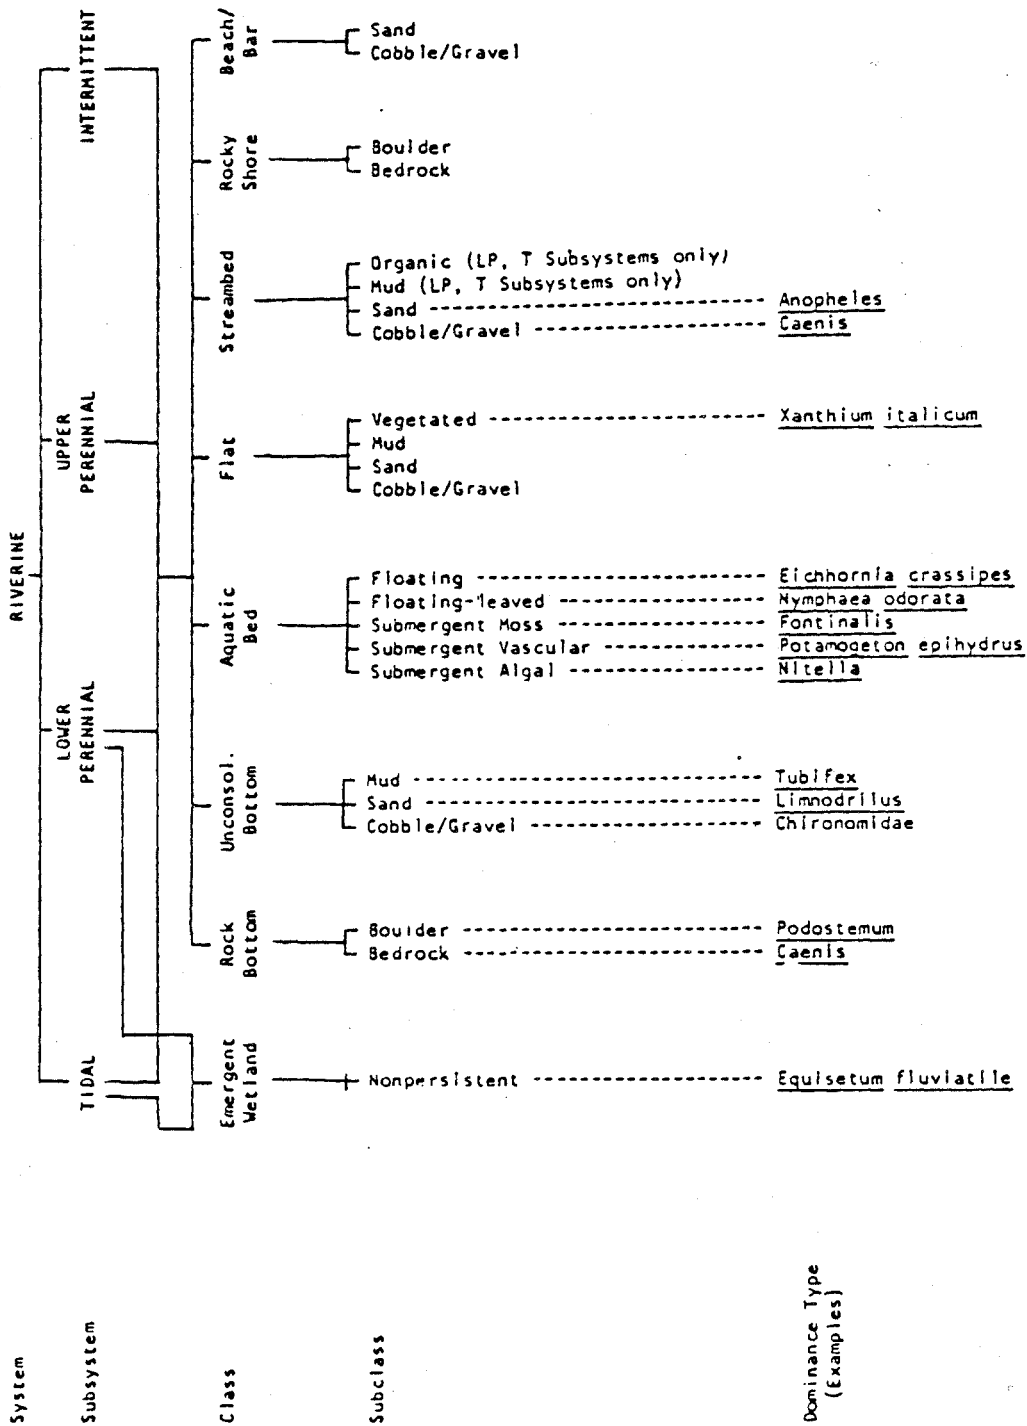 System
RIVERINE
Subsystem
TIDAL
LOWER
PERENNIAL
UPPER
PERENNIAL
INTERMITTENT
Class
Emergent
Wetland
Rock
Bottom
Unconsol.
Bottom
Aquatic
Bed
Flat
Streambed
Rocky
Shore
Beach/
Bar
Subclass
Sand
Cobble/Gravel
Boulder
Bedrock
Organic (LP, T Subsystems only)
Mud (LP, T Subsystems only)
Sand Anopheles
Cobble/Gravel Caenis
Vegetated Xanthium italicum
Mud
Sand
Cobble/Gravel
Floating Eichhornia crassipes
Floating-leaved Nymphaea odorata
Submergent Moss Fontinalis
Submergent Vascular Potamogeton epihydrus
Submergent Algal Nitella
Mud Tubifex
Sand Limnodrilus
Cobble/Gravel Chironomidae
Boulder Podostemum
Bedrock Caenis
Nonpersistent Equisetum fluviatile
Dominance Type
(Examples)